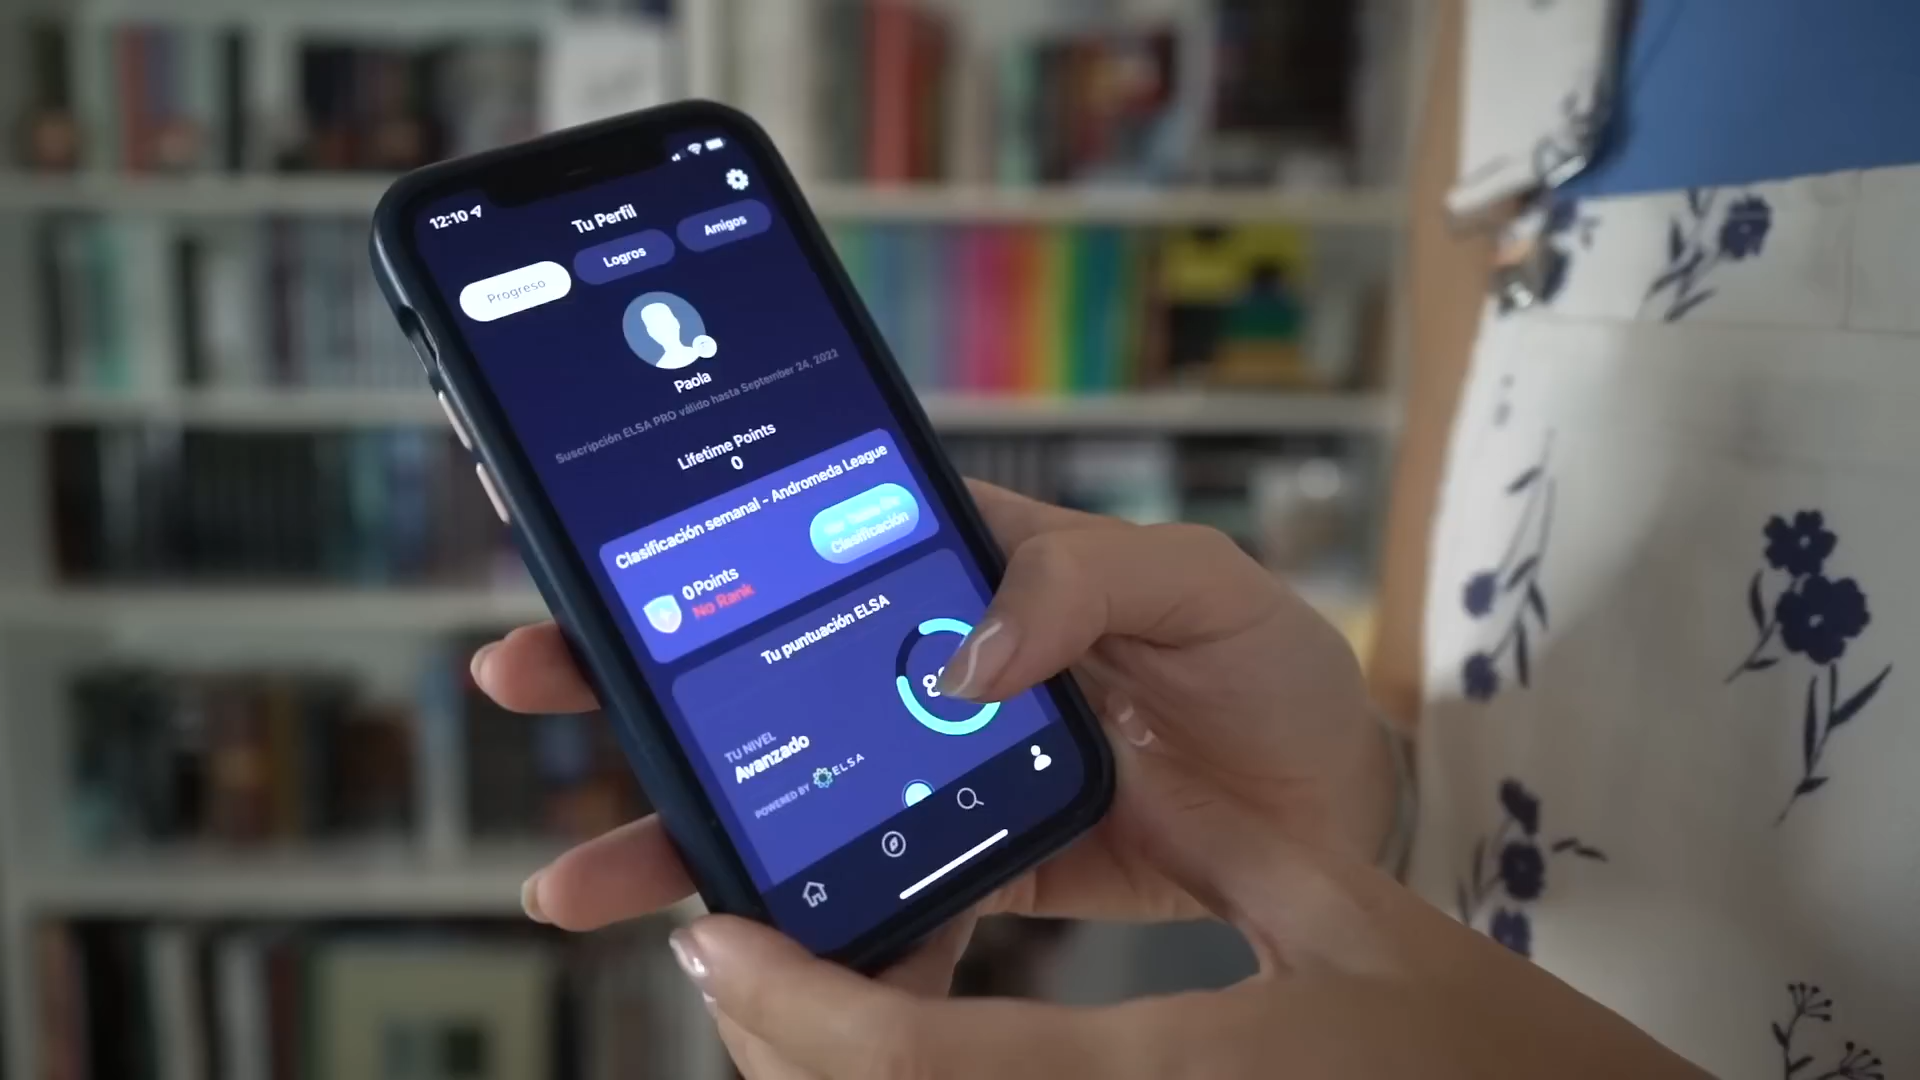 12:10
Tu Perfil
Progreso
Logros
Amigos
Paola
Suscripción ELSA PRO válido hasta September 24, 2022
Lifetime Points
0
Clasificación semanal - Andromeda League
0 Points
No Rank
Clasificación
Tu puntuación ELSA
TU NIVEL
Avanzado
POWERED BY ELSA